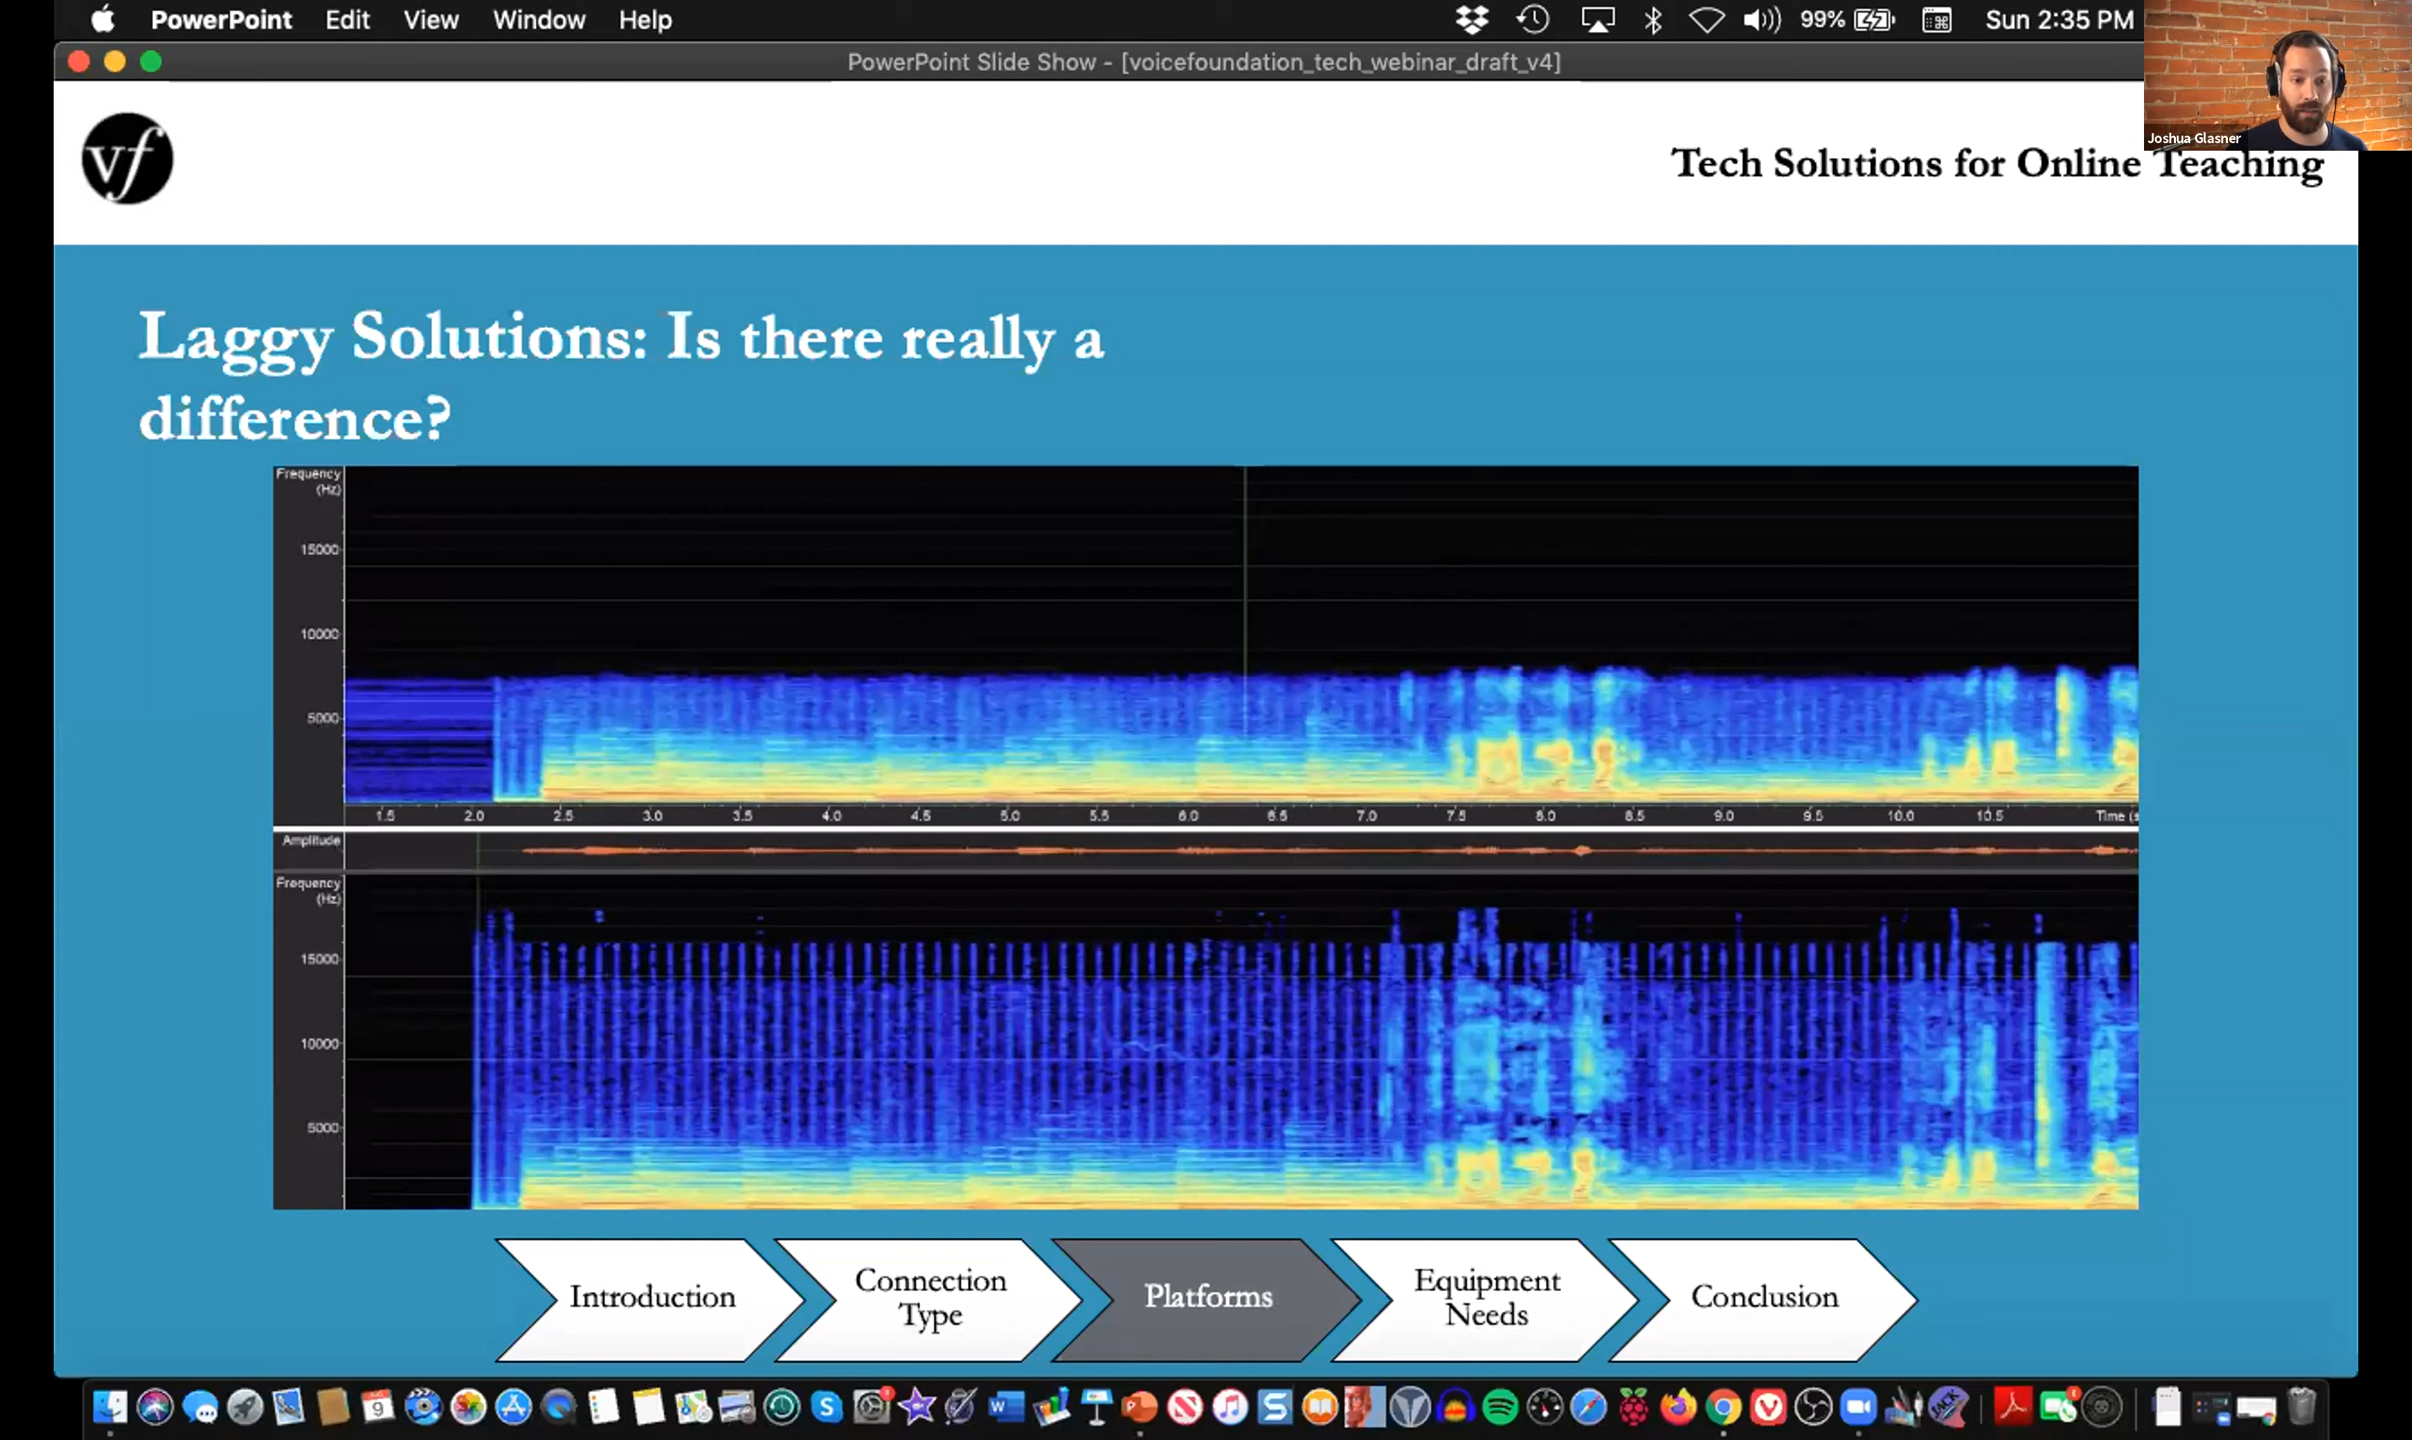 PowerPoint Edit View Window Help
99% Sun 2:35 PM
PowerPoint Slide Show - [voicefoundation_tech_webinar_draft_v4]
Joshua Glasner
vf
Tech Solutions for Online Teaching
Laggy Solutions: Is there really a
difference?
Frequency
(Hz)
15000
10000
5000
1.5 2.0 2.5 3.0 3.5 4.0 4.5 5.0 5.5 6.0 6.5 7.0 7.5 8.0 8.5 9.0 9.5 10.0 10.5 Time (s
Amplitude
Frequency
(Hz)
15000
10000
5000
Introduction
Connection
Type
Platforms
Equipment
Needs
Conclusion
9
JACK